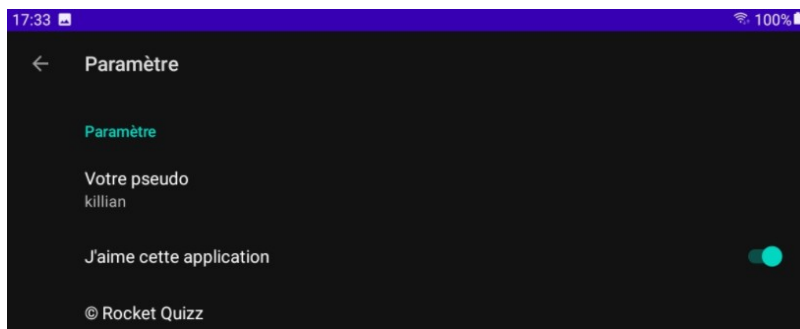 17:33 100%
Paramètre
Paramètre
Votre pseudo
killian
J'aime cette application
© Rocket Quizz